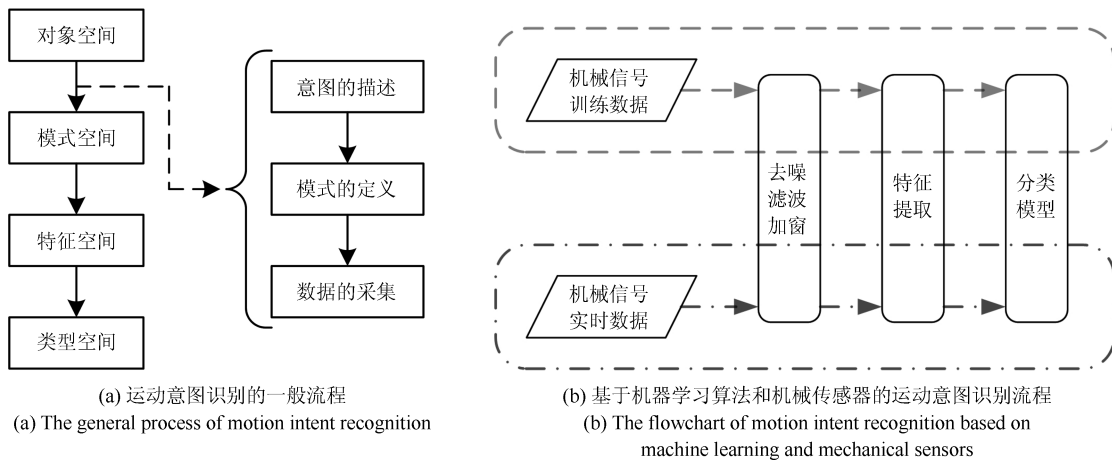 对象空间
模式空间
特征空间
类型空间
意图的描述
模式的定义
数据的采集
(a) 运动意图识别的一般流程
(a) The general process of motion intent recognition
机械信号
训练数据
去噪
滤波
加窗
特征
提取
分类
模型
机械信号
实时数据
(b) 基于机器学习算法和机械传感器的运动意图识别流程
(b) The flowchart of motion intent recognition based on
machine learning and mechanical sensors